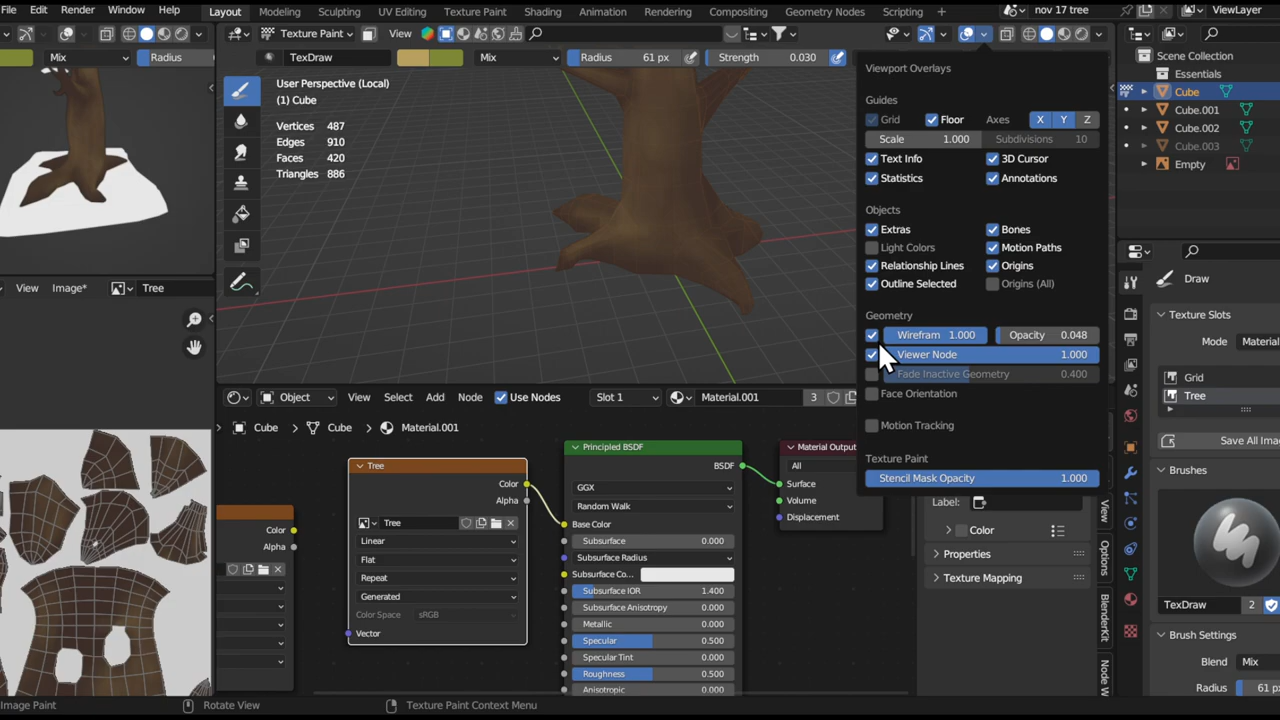 File Edit Render Window Help Layout Modeling Sculpting UV Editing Texture Paint Shading Animation Rendering Compositing Geometry Nodes Scripting + nov 17 tree ViewLayer
Texture Paint View
Mix Radius TexDraw Mix Radius 61 px Strength 0.030
User Perspective (Local)
(1) Cube
Vertices 487
Edges 910
Faces 420
Triangles 886
Viewport Overlays
Guides
Grid Floor Axes X Y Z
Scale 1.000 Subdivisions 10
Text Info 3D Cursor
Statistics Annotations
Objects
Extras Bones
Light Colors Motion Paths
Relationship Lines Origins
Outline Selected Origins (All)
Geometry
Wirefram 1.000 Opacity 0.048
Viewer Node 1.000
Fade Inactive Geometry 0.400
Face Orientation
Motion Tracking
Texture Paint
Stencil Mask Opacity 1.000
Scene Collection
Essentials
Cube
Cube.001
Cube.002
Cube.003
Empty
Draw
Texture Slots
Mode Material
Grid
Tree
Save All Ima
Brushes
TexDraw 2
Brush Settings
Blend Mix
Radius 61 px
View Image* Tree
Object View Select Add Node Use Nodes Slot 1 Material.001 3
Cube > Cube > Material.001
Color
Alpha
Tree
Color
Alpha
Tree
Linear
Flat
Repeat
Generated
Color Space sRGB
Vector
Principled BSDF
BSDF
GGX
Random Walk
Base Color
Subsurface 0.000
Subsurface Radius
Subsurface Co...
Subsurface IOR 1.400
Subsurface Anisotropy 0.000
Metallic 0.000
Specular 0.500
Specular Tint 0.000
Roughness 0.500
Anisotropic 0.000
Material Output
All
Surface
Volume
Displacement
Label:
Color
Properties
Texture Mapping
View
Options
BlenderKit
Node W
Image Paint Rotate View Texture Paint Context Menu